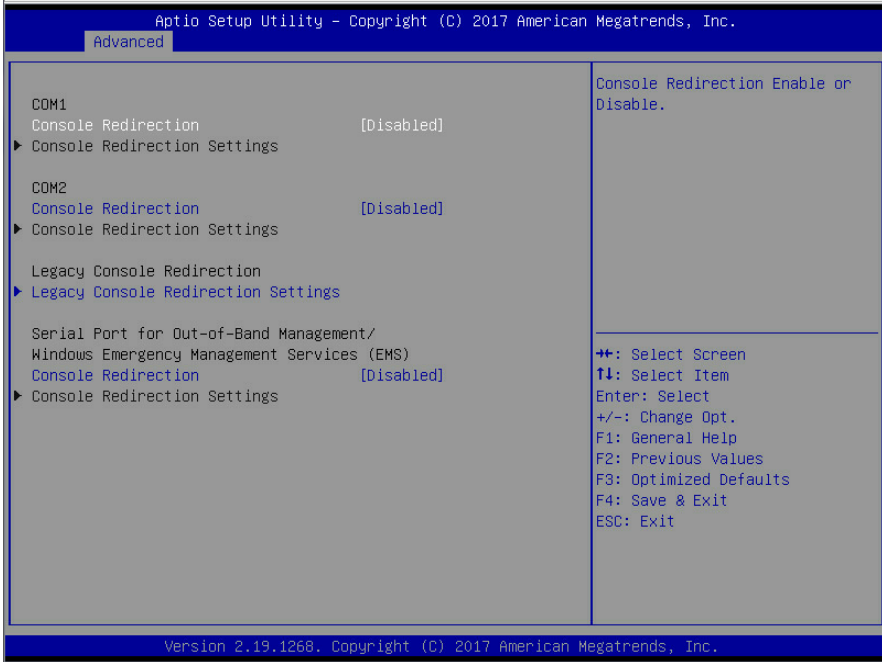 Aptio Setup Utility – Copyright (C) 2017 American Megatrends, Inc.
Advanced
COM1
Console Redirection [Disabled]
Console Redirection Settings
COM2
Console Redirection [Disabled]
Console Redirection Settings
Legacy Console Redirection
Legacy Console Redirection Settings
Serial Port for Out-of-Band Management/
Windows Emergency Management Services (EMS)
Console Redirection [Disabled]
Console Redirection Settings
Console Redirection Enable or
Disable.
→←: Select Screen
↑↓: Select Item
Enter: Select
+/-: Change Opt.
F1: General Help
F2: Previous Values
F3: Optimized Defaults
F4: Save & Exit
ESC: Exit
Version 2.19.1268. Copyright (C) 2017 American Megatrends, Inc.